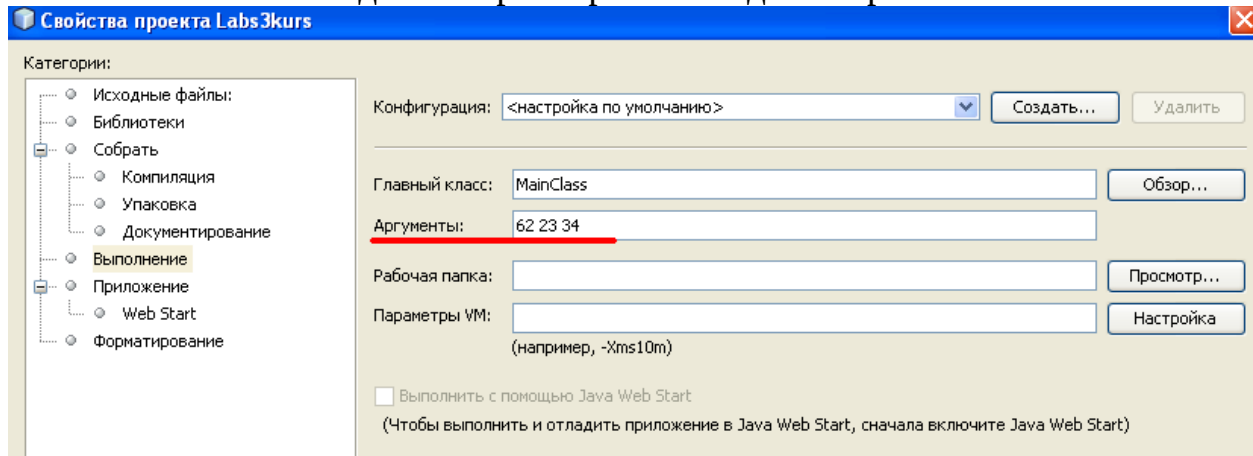 Свойства проекта Labs3kurs
Категории:
Исходные файлы:
Библиотеки
Собрать
Компиляция
Упаковка
Документирование
Выполнение
Приложение
Web Start
Форматирование
Конфигурация: <настройка по умолчанию> Создать... Удалить
Главный класс: MainClass Обзор...
Аргументы: 62 23 34
Рабочая папка: Просмотр...
Параметры VM: Настройка
(например, -Xms10m)
Выполнить с помощью Java Web Start
(Чтобы выполнить и отладить приложение в Java Web Start, сначала включите Java Web Start)